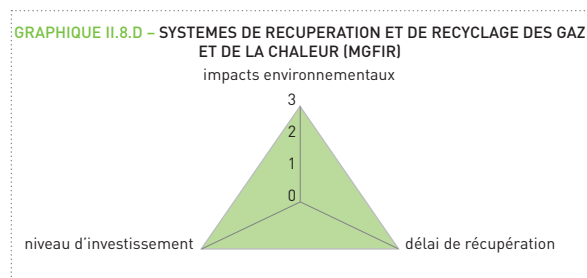 GRAPHIQUE II.8.D – SYSTEMES DE RECUPERATION ET DE RECYCLAGE DES GAZ
ET DE LA CHALEUR (MGFIR)
impacts environnementaux
3
2
1
0
niveau d'investissement
délai de récupération